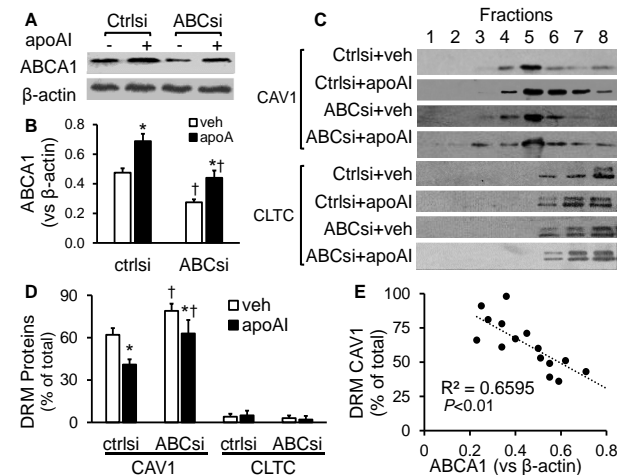 A
Ctrlsi ABCsi
apoAI - + - +
ABCA1
β-actin
B
ABCA1
(vs β-actin)
0.8
0.6
0.4
0.2
0.0
veh
apoA
*
†
*†
ctrlsi ABCsi
C
Fractions
1 2 3 4 5 6 7 8
CAV1
Ctrlsi+veh
Ctrlsi+apoAI
ABCsi+veh
ABCsi+apoAI
CLTC
Ctrlsi+veh
Ctrlsi+apoAI
ABCsi+veh
ABCsi+apoAI
D
DRM Proteins
(% of total)
90
60
30
0
veh
apoAI
*
†
*†
ctrlsi ABCsi ctrlsi ABCsi
CAV1 CLTC
E
DRM CAV1
(% of total)
100
75
50
25
0
R² = 0.6595
P<0.01
0 0.2 0.4 0.6 0.8
ABCA1 (vs β-actin)